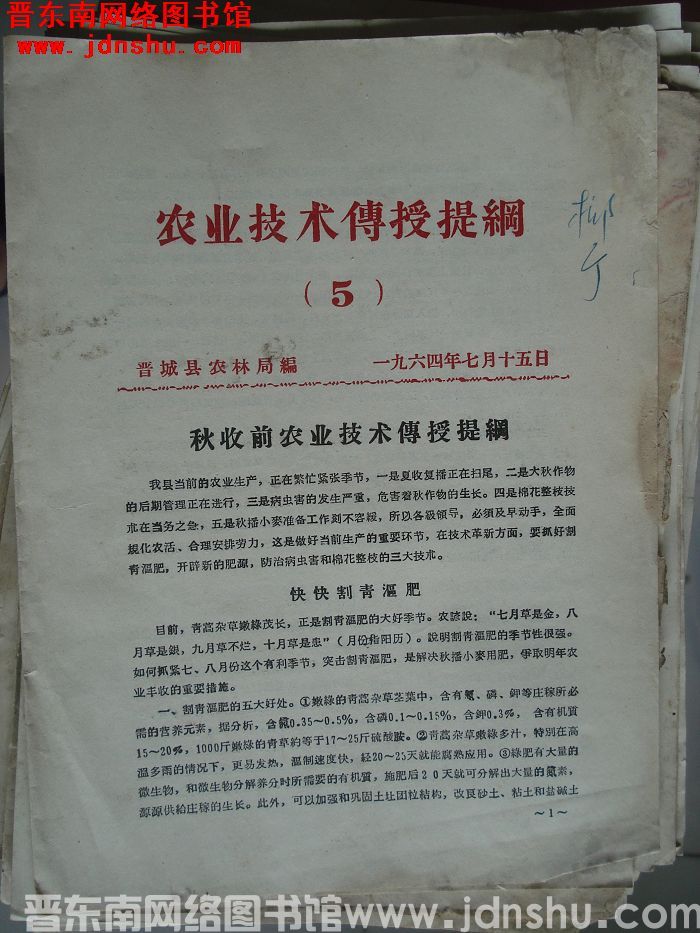 晋东南网络图书馆
www.jdnshu.com
农业技术傳授提綱
(5)
晋城县农林局編 一九六四年七月十五日
秋收前农业技术傳授提綱
我县当前的农业生产，正在繁忙紧张季节，一是夏收复播正在扫尾，二是大秋作物
的后期管理正在进行，三是病虫害的发生严重，危害着秋作物的生长。四是棉花整枝技
术在当务之急，五是秋播小麥准备工作刻不容緩，所以各級领导，必须及早动手，全面
规化农活、合理安排劳力，这是做好当前生产的重要环节，在技术革新方面，要抓好割
青漚肥，开辟新的肥源，防治病虫害和棉花整枝的三大技术。
快快割青漚肥
目前，青蒿杂草嫩綠茂长，正是割青漚肥的大好季节。农諺說：“七月草是金，八
月草是銀，九月草不烂，十月草是患”（月份指阳历）。說明割青漚肥的季节性很强。
如何抓紧七、八月份这个有利季节，突击割青漚肥，是解决秋播小麥用肥，爭取明年农
业丰收的重要措施。
一、割青漚肥的五大好处。①嫩綠的青蒿杂草茎葉中，含有氮、磷、鉀等庄稼所必
需的营养元素，据分析，含氮0.35～0.5％，含磷0.1～0.15％，含鉀0.3％，含有机質
15～20％，1000斤嫩綠的青草約等于17～25斤硫酸胺。②青蒿杂草嫩綠多汁，特別在高
溫多雨的情况下，更易发热，漚制速度快，経20～25天就能腐熟应用。③綠肥有大量的
微生物，和微生物分解养分时所需要的有机質，施肥后20天就可分解出大量的氮素，
源源供給庄稼的生长。此外，可以加强和巩固土壤团粒结构，改良砂土、粘土和盐碱土
～1～
晋东南网络图书馆 www.jdnshu.com